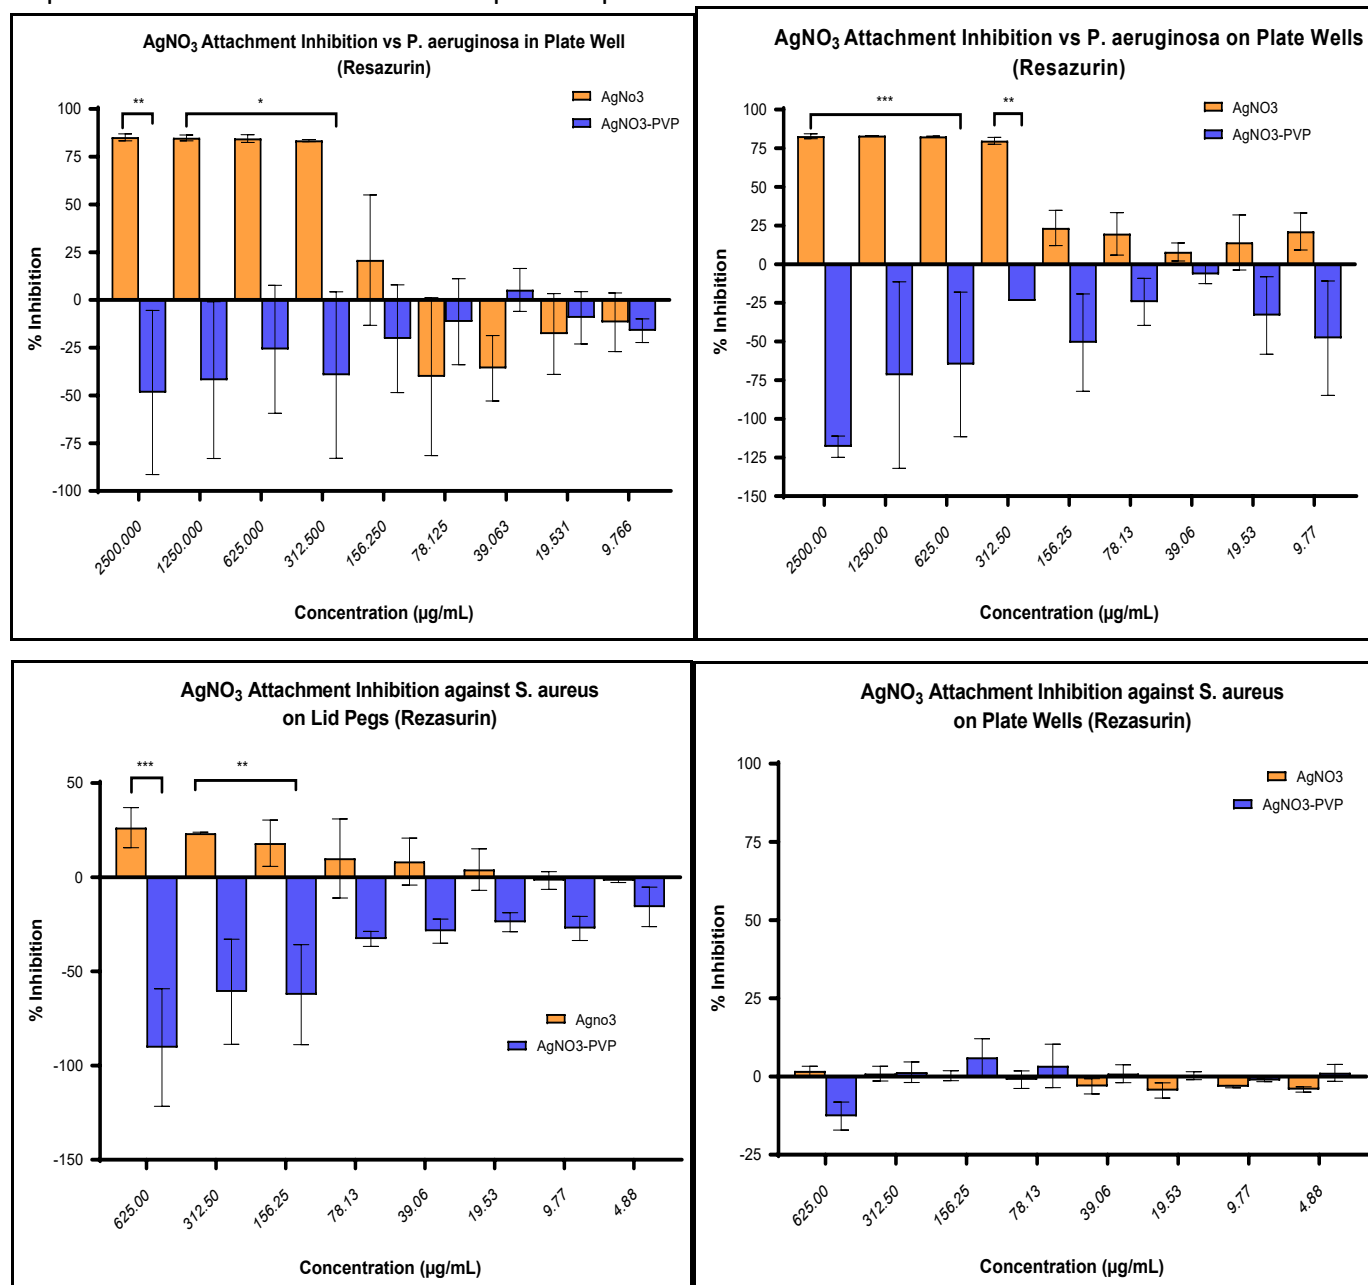 AgNO3 Attachment Inhibition vs P. aeruginosa in Plate Well
(Resazurin)
AgNo3
AgNO3-PVP
**
*
100
75
50
25
0
-25
-50
-75
-100
% Inhibition
2500.000
1250.000
625.000
312.500
156.250
78.125
39.063
19.531
9.766
Concentration (µg/mL)
AgNO3 Attachment Inhibition vs P. aeruginosa on Plate Wells
(Resazurin)
AgNO3
AgNO3-PVP
***
**
100
75
50
25
0
-25
-50
-75
-100
-125
-150
% Inhibition
2500.00
1250.00
625.00
312.50
156.25
78.13
39.06
19.53
9.77
Concentration (µg/mL)
AgNO3 Attachment Inhibition against S. aureus
on Lid Pegs (Rezasurin)
***
**
50
0
-50
-100
-150
% Inhibition
Agno3
AgNO3-PVP
625.00
312.50
156.25
78.13
39.06
19.53
9.77
4.88
Concentration (µg/mL)
AgNO3 Attachment Inhibition against S. aureus
on Plate Wells (Rezasurin)
AgNO3
AgNO3-PVP
100
75
50
25
0
-25
% Inhibition
625.00
312.50
156.25
78.13
39.06
19.53
9.77
4.88
Concentration (µg/mL)